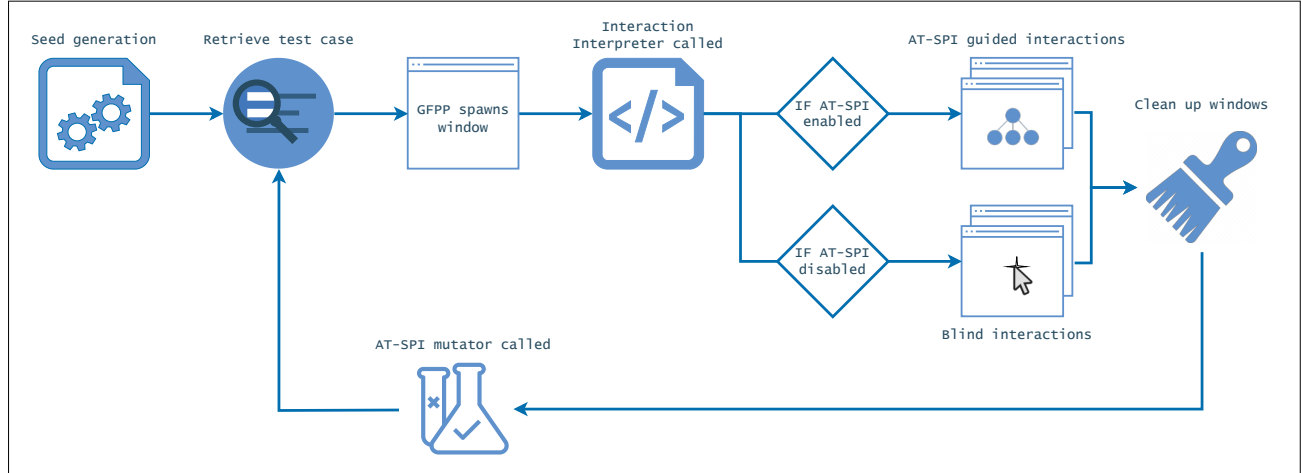 Seed generation
Retrieve test case
GFPP spawns
window
Interaction
Interpreter called
</>
IF AT-SPI
enabled
AT-SPI guided interactions
Clean up windows
IF AT-SPI
disabled
Blind interactions
AT-SPI mutator called